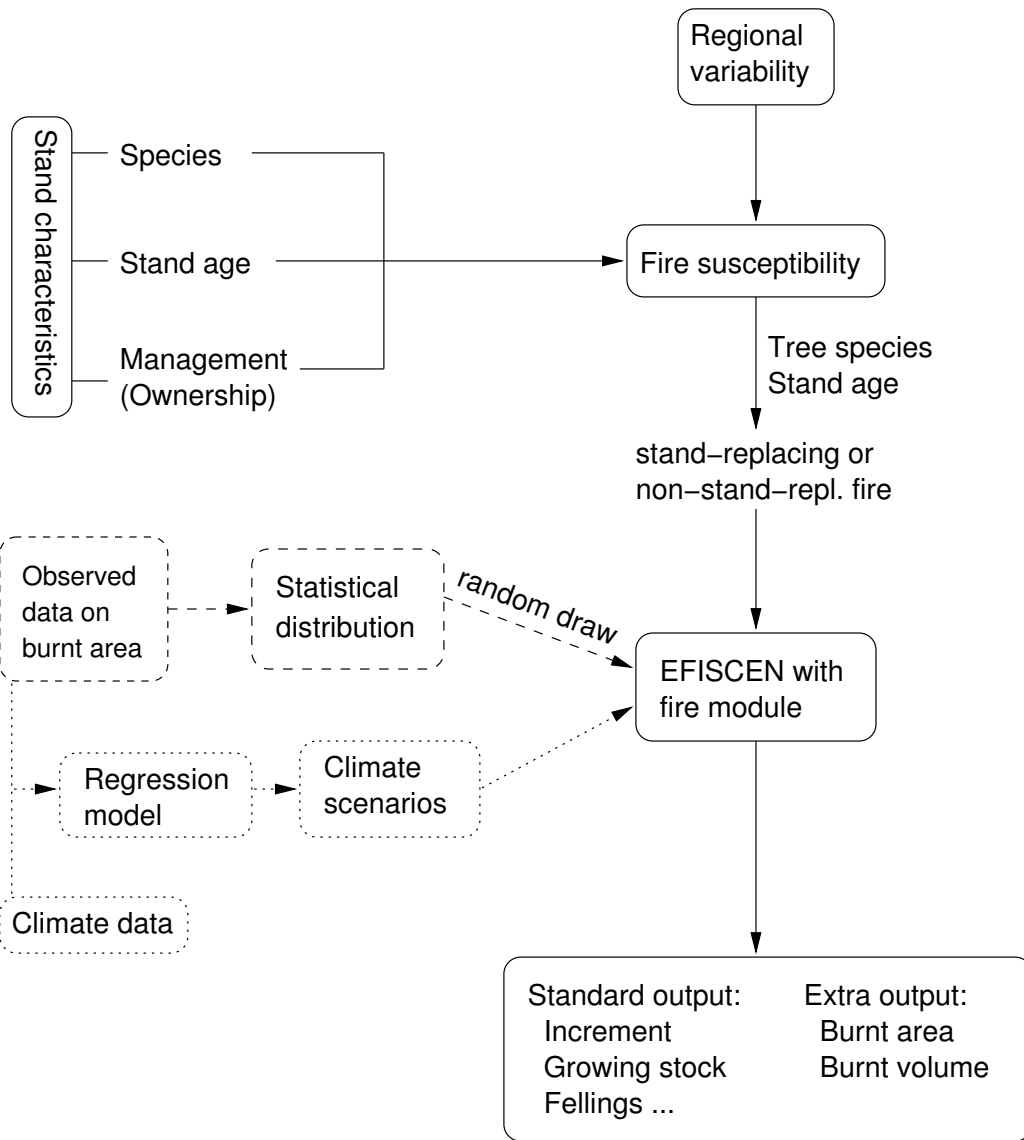 Regional
variability
Stand characteristics
Species
Stand age
Management
(Ownership)
Fire susceptibility
Tree species
Stand age
stand−replacing or
non−stand−repl. fire
Observed
data on
burnt area
Statistical
distribution
random draw
EFISCEN with
fire module
Regression
model
Climate
scenarios
Climate data
Standard output:
Increment
Growing stock
Fellings ...
Extra output:
Burnt area
Burnt volume